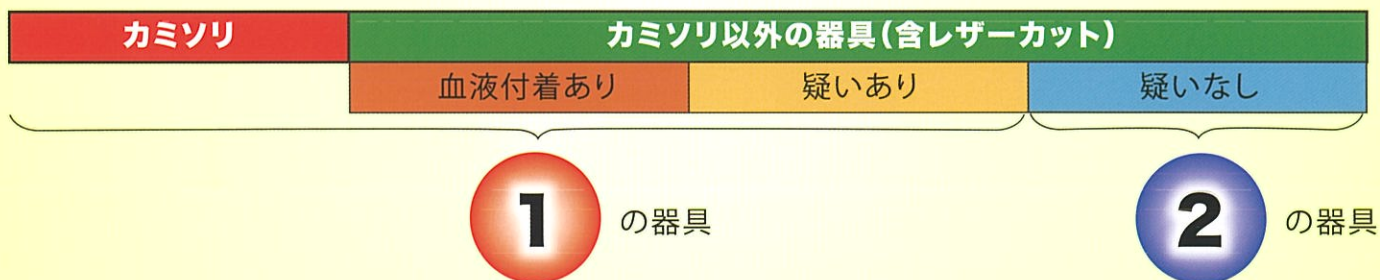 カミソリ カミソリ以外の器具(含レザーカット)
血液付着あり 疑いあり 疑いなし
1 の器具 2 の器具